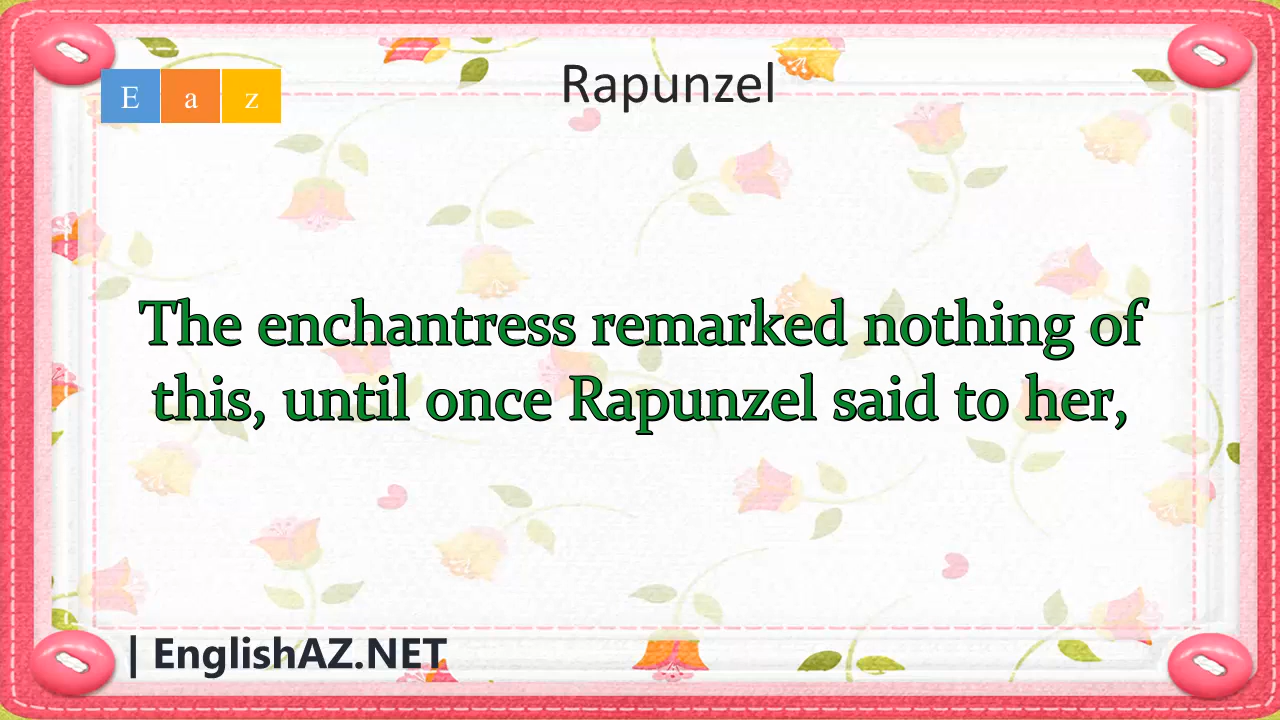 Rapunzel
E a z
The enchantress remarked nothing of
this, until once Rapunzel said to her,
| EnglishAZ.NET